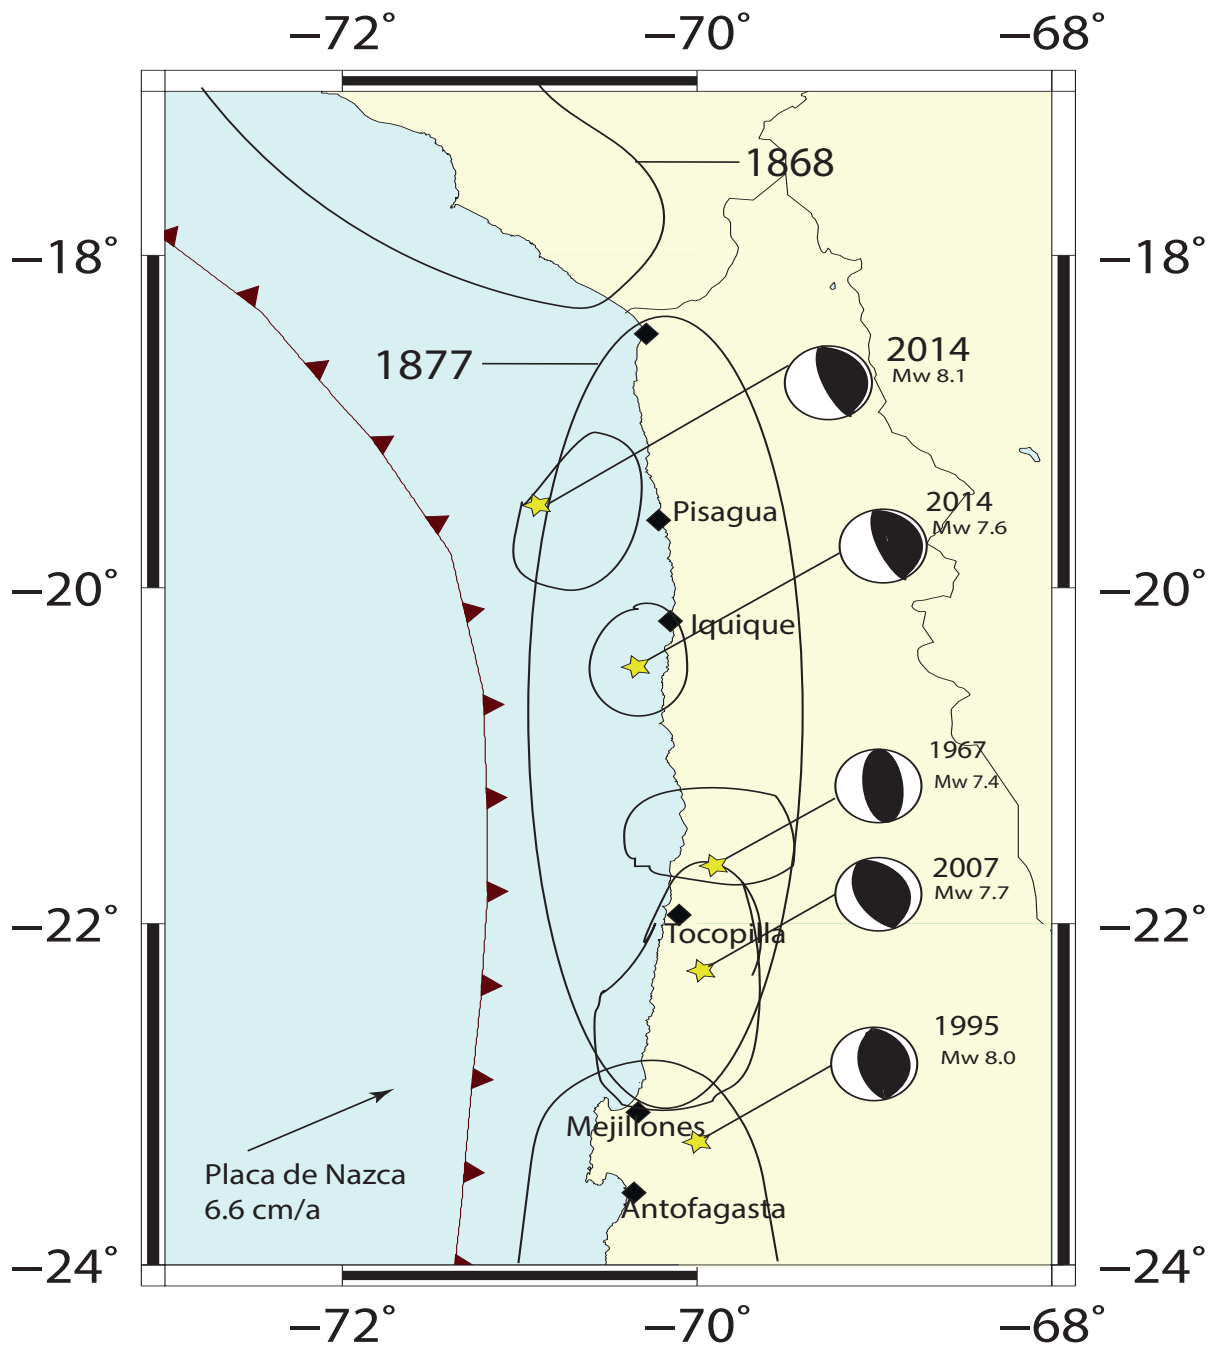 −72° −70° −68°
1868
−18° −18°
1877
2014
Mw 8.1
2014
Mw 7.6
Pisagua
−20° −20°
Iquique
1967
Mw 7.4
2007
Mw 7.7
−22° −22°
Tocopilla
1995
Mw 8.0
Mejillones
Placa de Nazca
6.6 cm/a
Antofagasta
−24° −24°
−72° −70° −68°